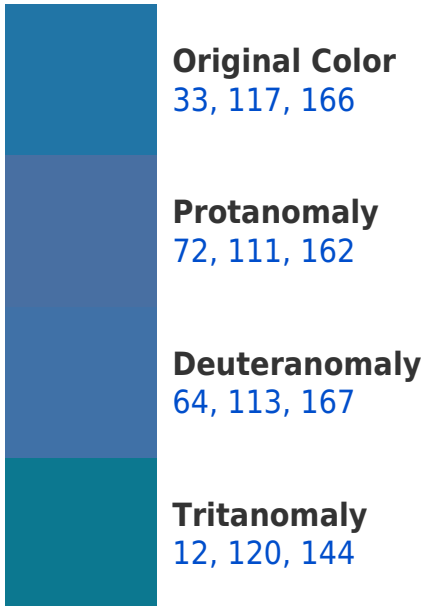 Original Color
33, 117, 166
Protanomaly
72, 111, 162
Deuteranomaly
64, 113, 167
Tritanomaly
12, 120, 144